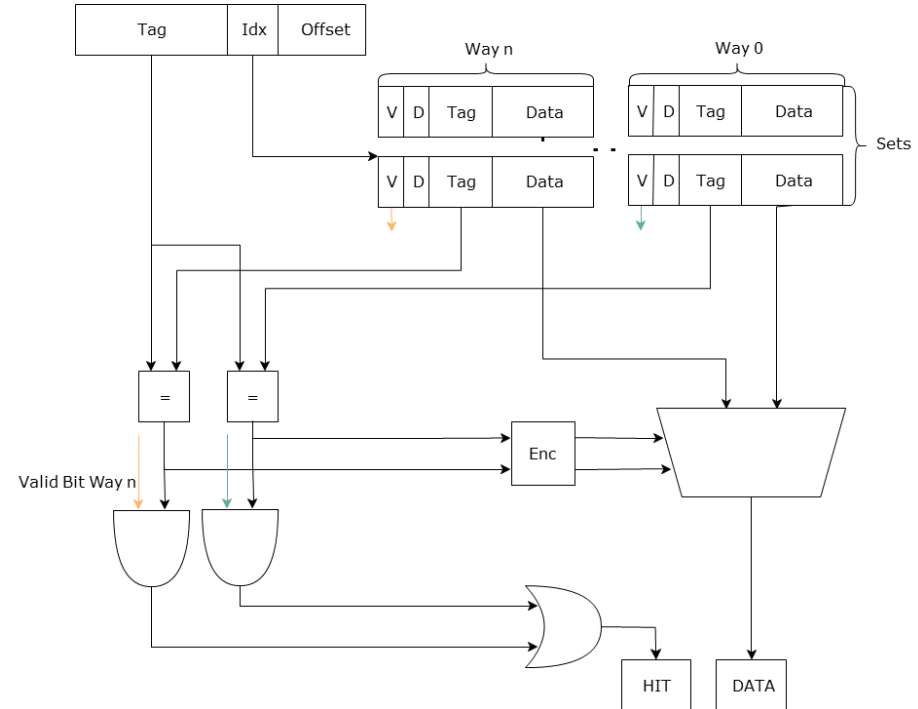 Tag Idx Offset
Way n Way 0
V D Tag Data V D Tag Data
Sets
V D Tag Data V D Tag Data
= =
Enc
Valid Bit Way n
HIT DATA